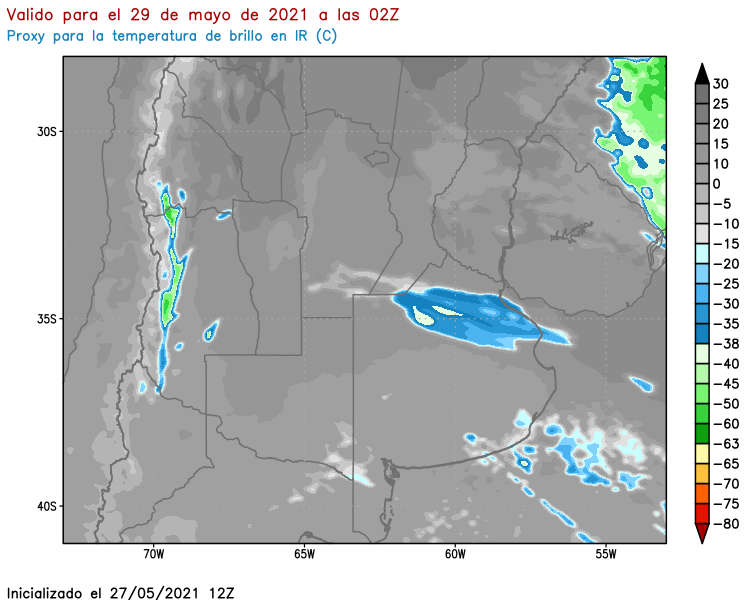 Valido para el 29 de mayo de 2021 a las 02Z
Proxy para la temperatura de brillo en IR (C)
30
25
20
15
10
0
−5
−10
−15
−20
−25
−30
−35
−38
−40
−45
−50
−60
−63
−65
−70
−75
−80
30S
35S
40S
70W
65W
60W
55W
Inicializado el 27/05/2021 12Z